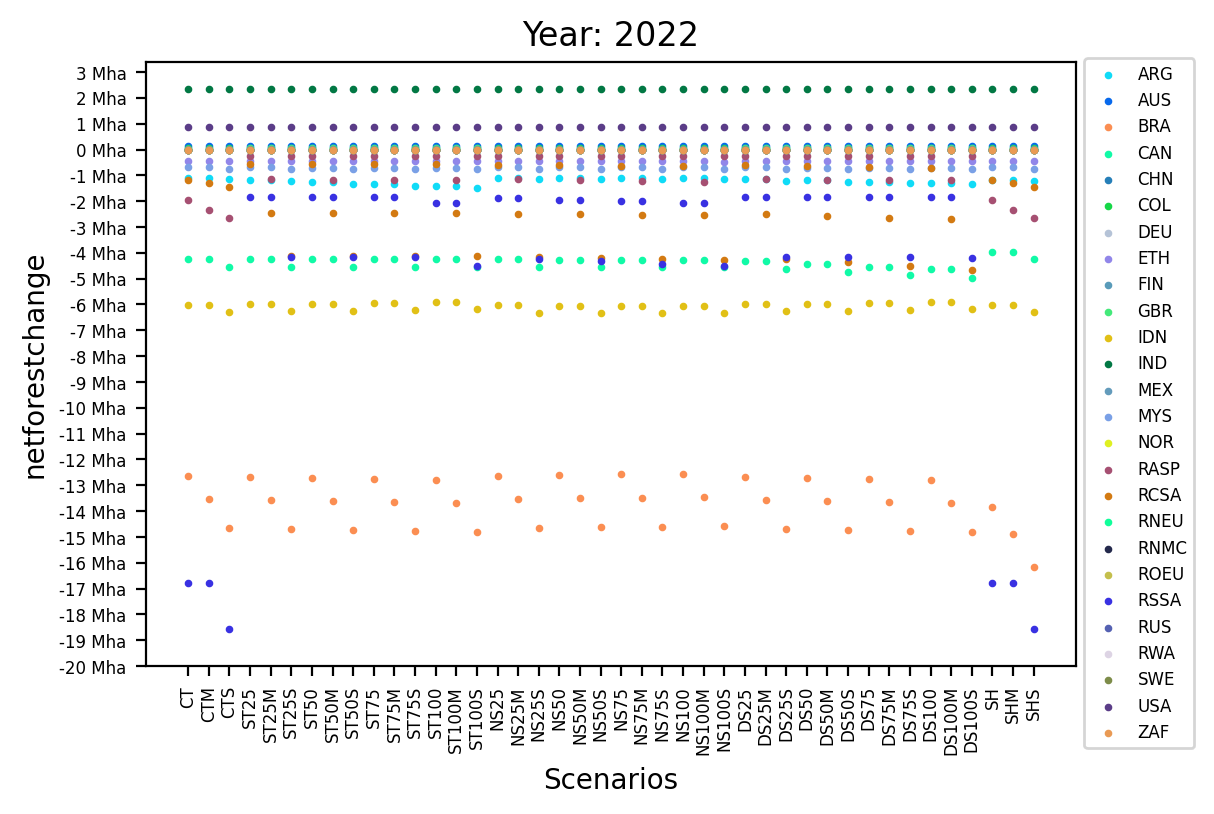 Year: 2022
netforestchange
3 Mha
2 Mha
1 Mha
0 Mha
-1 Mha
-2 Mha
-3 Mha
-4 Mha
-5 Mha
-6 Mha
-7 Mha
-8 Mha
-9 Mha
-10 Mha
-11 Mha
-12 Mha
-13 Mha
-14 Mha
-15 Mha
-16 Mha
-17 Mha
-18 Mha
-19 Mha
-20 Mha
CT
CTM
CTS
ST25
ST25M
ST25S
ST50
ST50M
ST50S
ST75
ST75M
ST75S
ST100
ST100M
ST100S
NS25
NS25M
NS25S
NS50
NS50M
NS50S
NS75
NS75M
NS75S
NS100
NS100M
NS100S
DS25
DS25M
DS25S
DS50
DS50M
DS50S
DS75
DS75M
DS75S
DS100
DS100M
DS100S
SH
SHM
SHS
Scenarios
ARG
AUS
BRA
CAN
CHN
COL
DEU
ETH
FIN
GBR
IDN
IND
MEX
MYS
NOR
RASP
RCSA
RNEU
RNMC
ROEU
RSSA
RUS
RWA
SWE
USA
ZAF